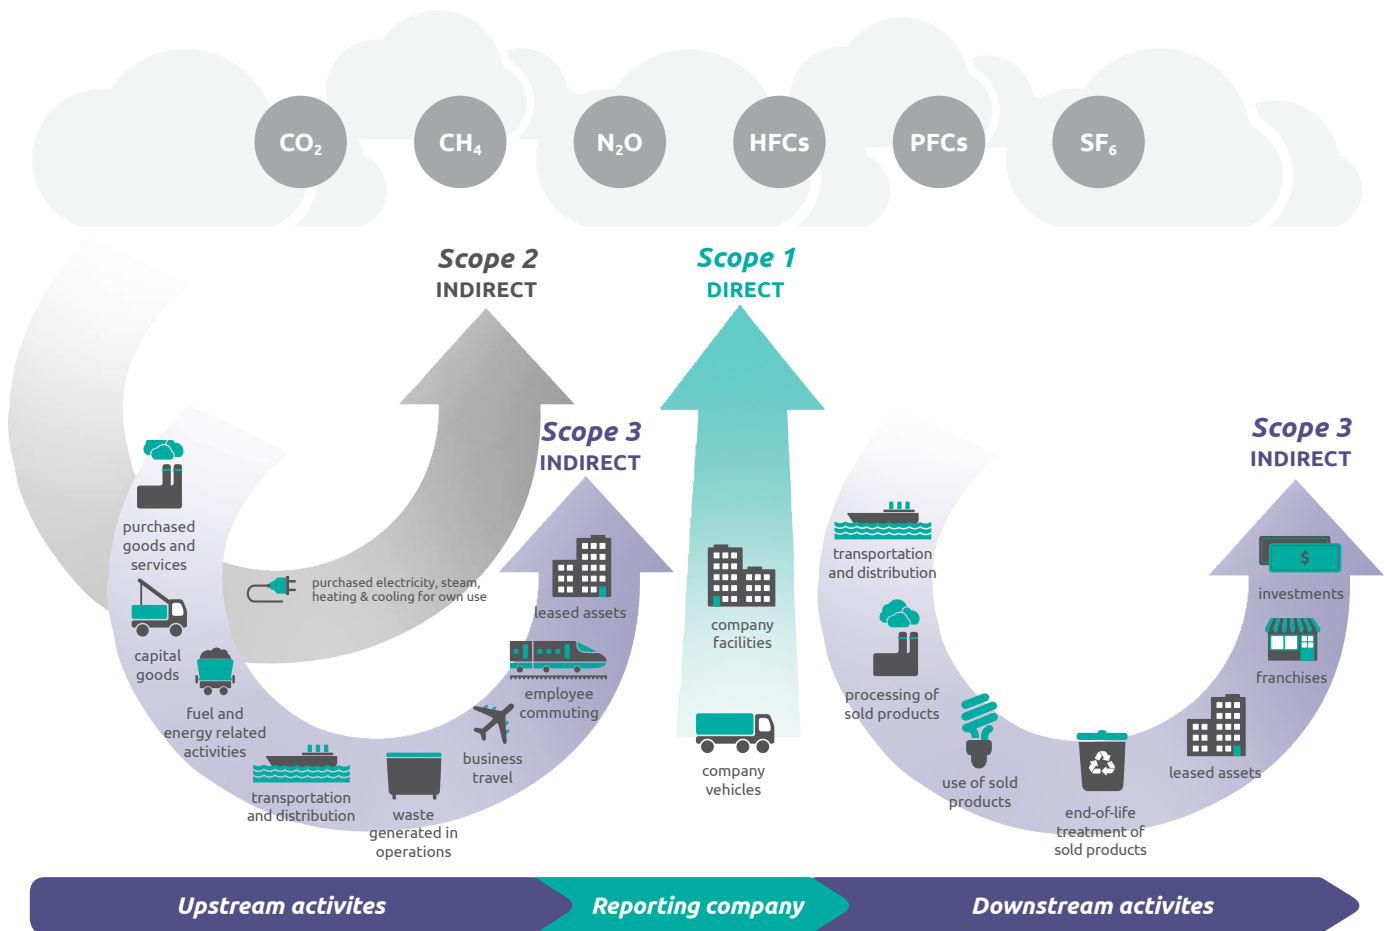 CO₂
CH₄
N₂O
HFCs
PFCs
SF₆
Scope 2
INDIRECT
Scope 1
DIRECT
Scope 3
INDIRECT
Scope 3
INDIRECT
purchased
goods and
services
capital
goods
fuel and
energy related
activities
transportation
and distribution
waste
generated in
operations
business
travel
employee
commuting
leased assets
purchased electricity, steam,
heating & cooling for own use
company
facilities
company
vehicles
transportation
and distribution
processing of
sold products
use of sold
products
end-of-life
treatment of
sold products
leased assets
franchises
$
investments
Upstream activites
Reporting company
Downstream activites